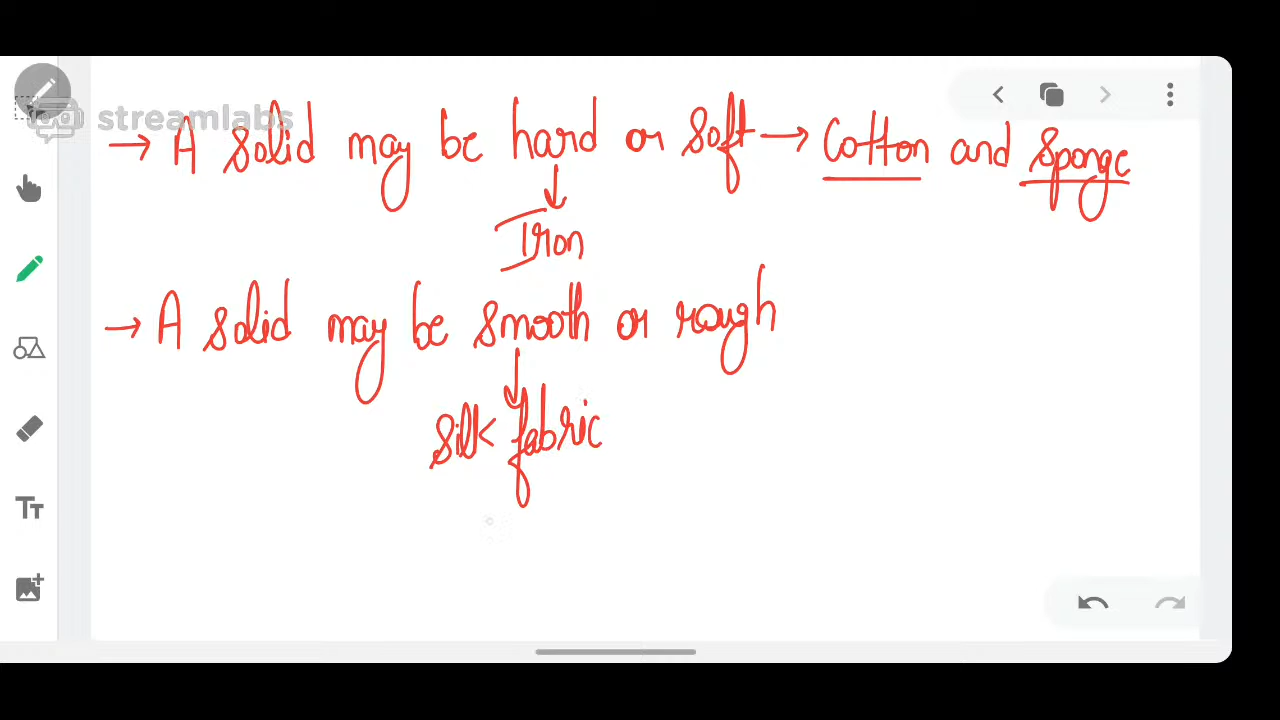 streamlabs
→ A solid may be hard or soft → Cotton and Sponge
↓
Iron
→ A solid may be smooth or rough
↓
Silk fabric
TT